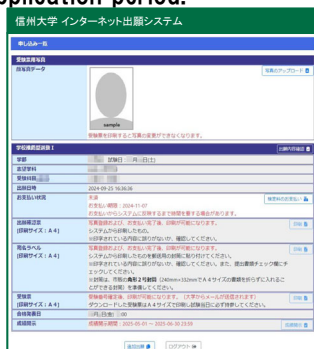 application period.
信州大学 インターネット出願システム
申し込み一覧
受験票用写真
顔写真データ
写真のアップロード
sample
受験票を印刷すると写真の変更ができなくなります。
学校推薦型選抜Ⅰ
出願内容確認
学部
試験日: 月 日(土)
志望学科
受験科目
出願日時
2024-09-25 16:36:36
お支払い状況
未済
検定料のお支払い
お支払い期限:2024-11-07
お支払いからシステムに反映するまで時間を要する場合があります。
出願確認票
[印刷サイズ:A4]
写真登録および、お支払い完了後、印刷が可能になります。
印刷
システムから印刷したもの。
※印字されている内容に誤りがないか、確認してください。
宛名ラベル
[印刷サイズ:A4]
写真登録および、お支払い完了後、印刷が可能になります。
印刷
システムから印刷したものを郵送用の封筒に貼り付けてください。
※印字されている内容に誤りがないか、確認してください。また、提出書類チェック欄にチ
ェックしてください。
※封筒は、市販の角形2号封筒(240mm×332mmでA4サイズの書類を折らずに入れるこ
とができる封筒)を準備してください。
受験票
[印刷サイズ:A4]
受験番号確定後、印刷が可能になります。(大学からメールが送信されます)
印刷
ダウンロードした受験票はA4サイズで印刷し試験当日に必ず持参してください。
合格発表日
月 日( ) :00
成績開示
成績開示期間:2025-05-01 ～ 2025-06-30 23:59
成績開示
追加出願
ログアウト